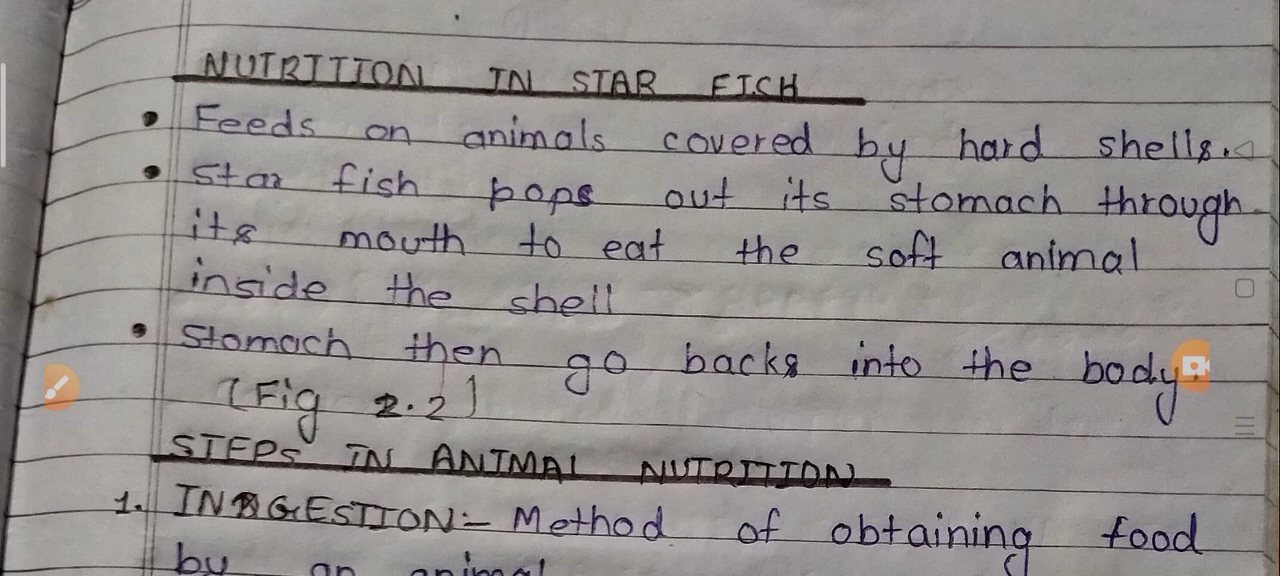 NUTRITION IN STAR FISH
• Feeds on animals covered by hard shells.
• Star fish pops out its stomach through
its mouth to eat the soft animal
inside the shell
• Stomach then go backs into the body.
[Fig 2.2]
STEPS IN ANIMAL NUTRITION
1. INGESTION:- Method of obtaining food
by an animal